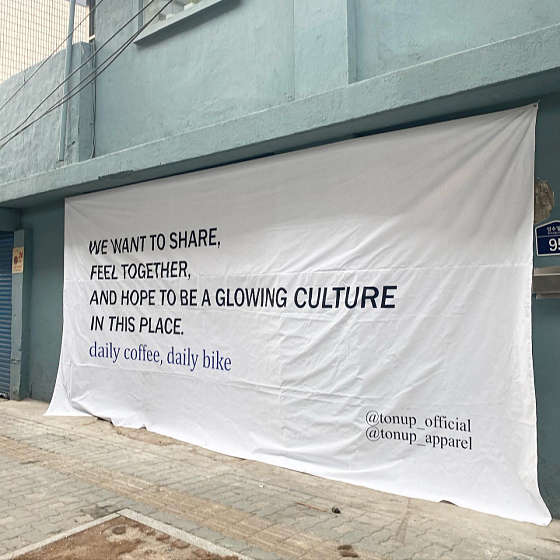 WE WANT TO SHARE,
FEEL TOGETHER,
AND HOPE TO BE A GLOWING CULTURE
IN THIS PLACE.
daily coffee, daily bike
@tonup_official
@tonup_apparel